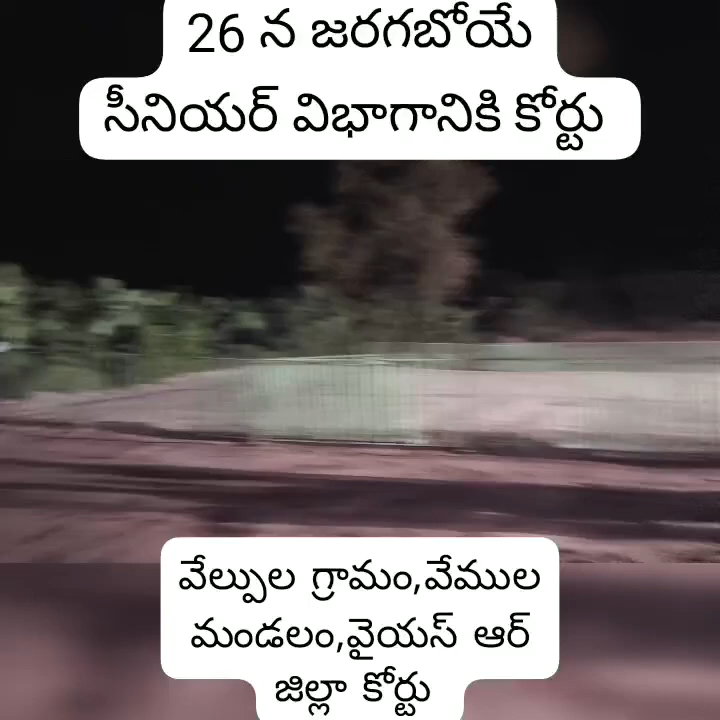 26 న జరగబోయే
సీనియర్ విభాగానికి కోర్టు
వేల్పుల గ్రామం,వేముల
మండలం,వైయస్ ఆర్
జిల్లా కోర్టు